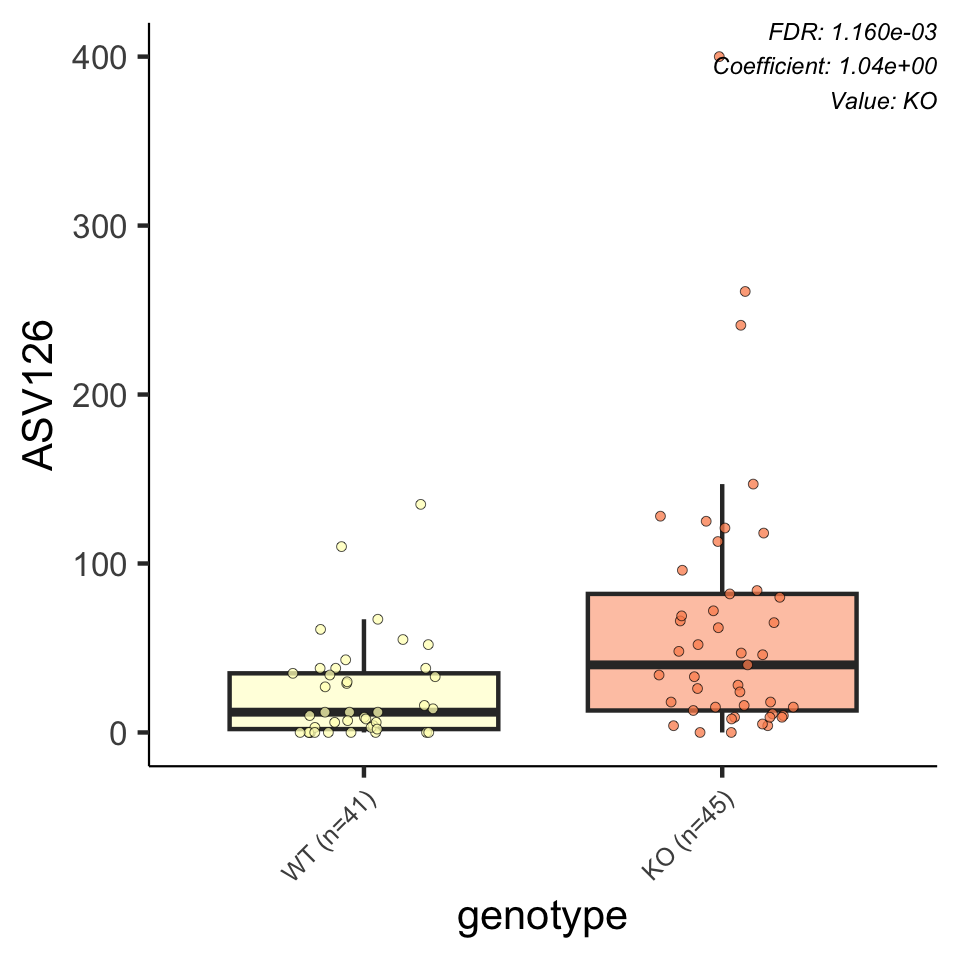 FDR: 1.160e-03
Coefficient: 1.04e+00
Value: KO
400
300
200
100
0
ASV126
WT (n=41)
KO (n=45)
genotype